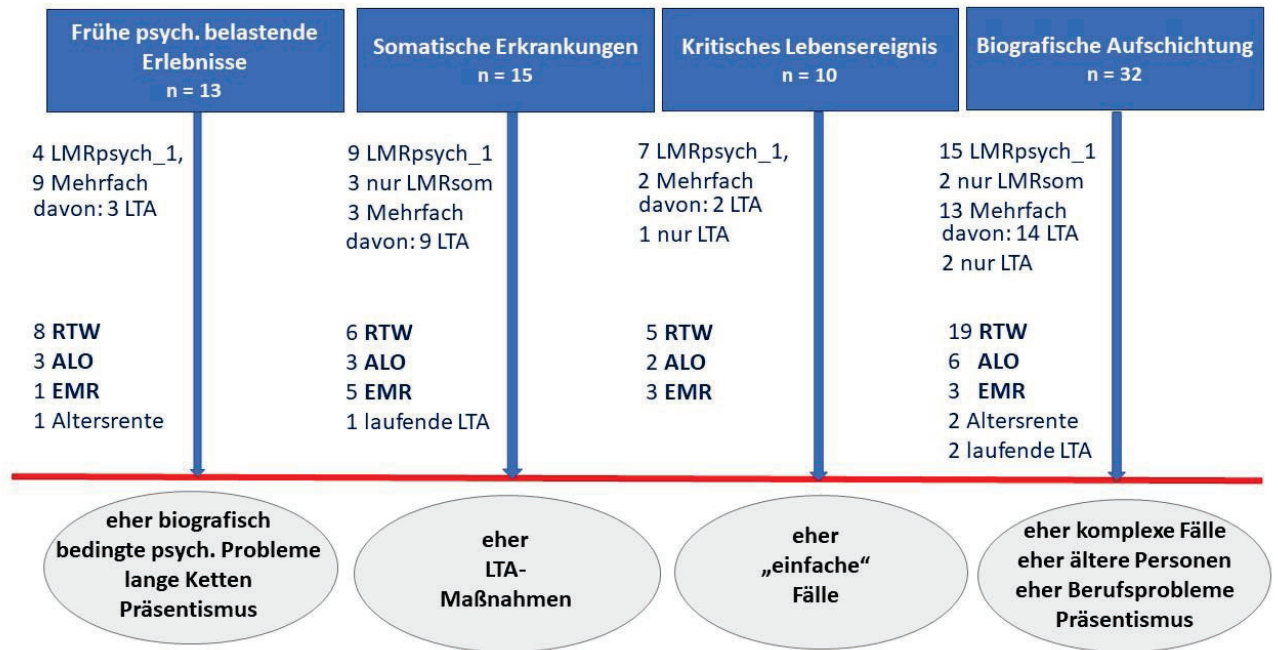 Frühe psych. belastende
Erlebnisse
n = 13
4 LMRpsych_1,
9 Mehrfach
davon: 3 LTA
8 RTW
3 ALO
1 EMR
1 Altersrente
eher biografisch
bedingte psych. Probleme
lange Ketten
Präsentismus
Somatische Erkrankungen
n = 15
9 LMRpsych_1
3 nur LMRsom
3 Mehrfach
davon: 9 LTA
6 RTW
3 ALO
5 EMR
1 laufende LTA
eher
LTA-
Maßnahmen
Kritisches Lebensereignis
n = 10
7 LMRpsych_1,
2 Mehrfach
davon: 2 LTA
1 nur LTA
5 RTW
2 ALO
3 EMR
eher
„einfache“
Fälle
Biografische Aufschichtung
n = 32
15 LMRpsych_1
2 nur LMRsom
13 Mehrfach
davon: 14 LTA
2 nur LTA
19 RTW
6 ALO
3 EMR
2 Altersrente
2 laufende LTA
eher komplexe Fälle
eher ältere Personen
eher Berufsprobleme
Präsentismus